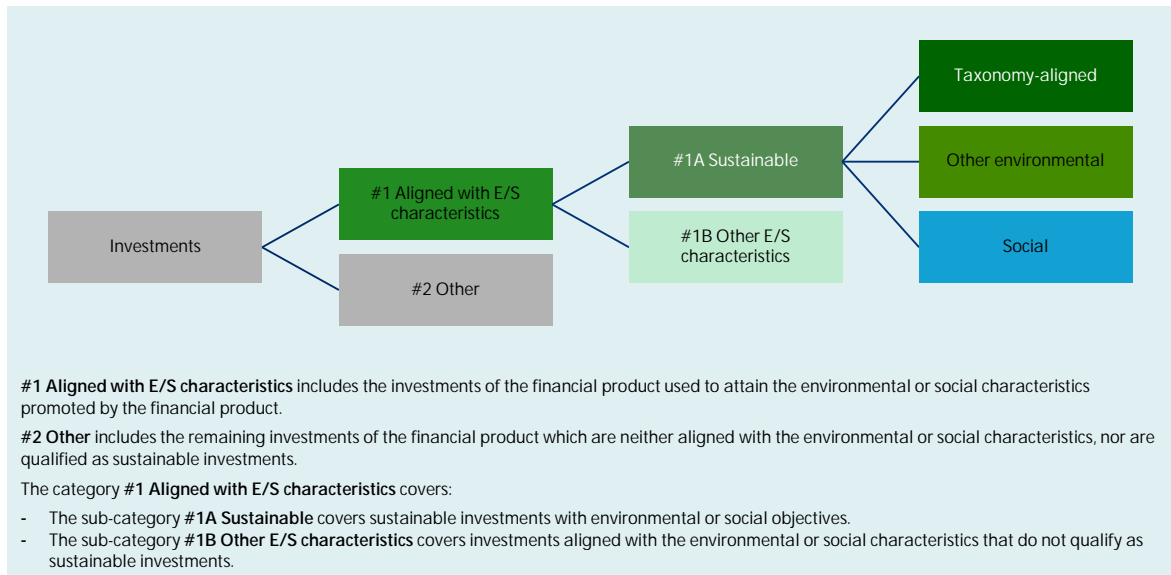 Taxonomy-aligned
#1A Sustainable
Other environmental
#1 Aligned with E/S
characteristics
Investments
#1B Other E/S
characteristics
Social
#2 Other
#1 Aligned with E/S characteristics includes the investments of the financial product used to attain the environmental or social characteristics
promoted by the financial product.
#2 Other includes the remaining investments of the financial product which are neither aligned with the environmental or social characteristics, nor are
qualified as sustainable investments.
The category #1 Aligned with E/S characteristics covers:
- The sub-category #1A Sustainable covers sustainable investments with environmental or social objectives.
- The sub-category #1B Other E/S characteristics covers investments aligned with the environmental or social characteristics that do not qualify as
sustainable investments.